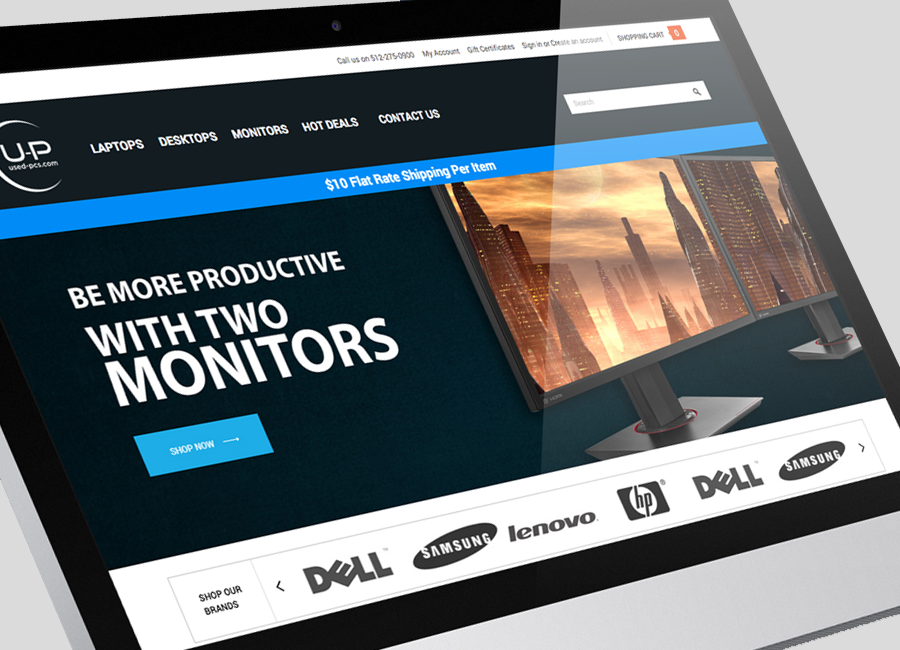 Call us on 512-275-0900 My Account Gift Certificates Sign in or Create an account SHOPPING CART 0
U-P
used-pcs.com
LAPTOPS DESKTOPS MONITORS HOT DEALS CONTACT US
Search
$10 Flat Rate Shipping Per Item
BE MORE PRODUCTIVE
WITH TWO
MONITORS
SHOP NOW
SHOP OUR
BRANDS
DELL SAMSUNG lenovo hp DELL SAMSUNG